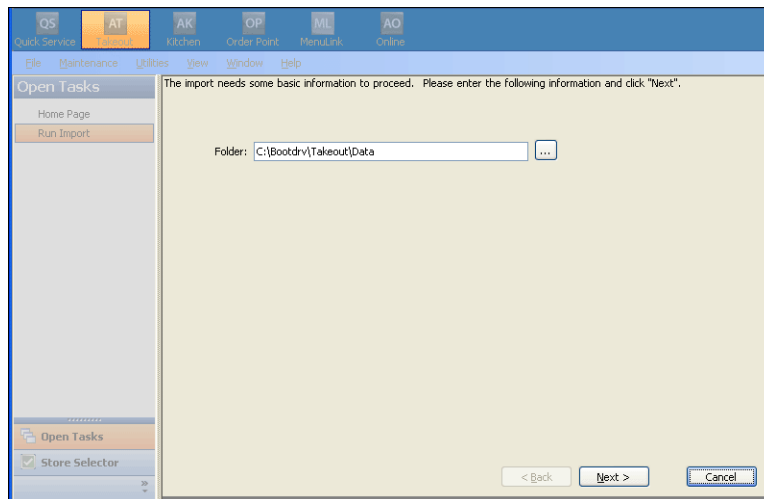 QS AT AK OP ML AO
Quick Service Takeout Kitchen Order Point MenuLink Online
File Maintenance Utilities View Window Help
Open Tasks
Home Page
Run Import
The import needs some basic information to proceed. Please enter the following information and click "Next".
Folder: C:\Bootdrv\Takeout\Data ...
Open Tasks
Store Selector
< Back Next > Cancel